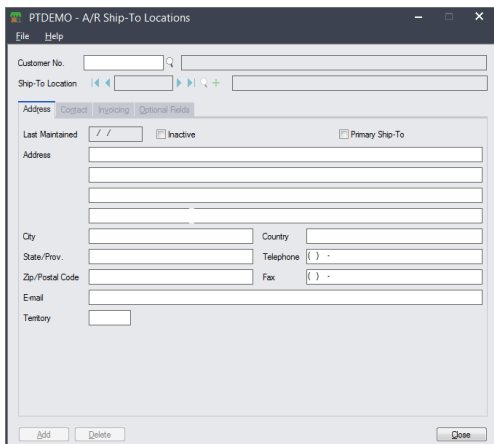 PTDEMO - A/R Ship-To Locations
File Help
Customer No.
Ship-To Location
Address Contact Invoicing Optional Fields
Last Maintained / / Inactive Primary Ship-To
Address
City Country
State/Prov. Telephone ( ) -
Zip/Postal Code Fax ( ) -
E-mail
Territory
Add Delete Close